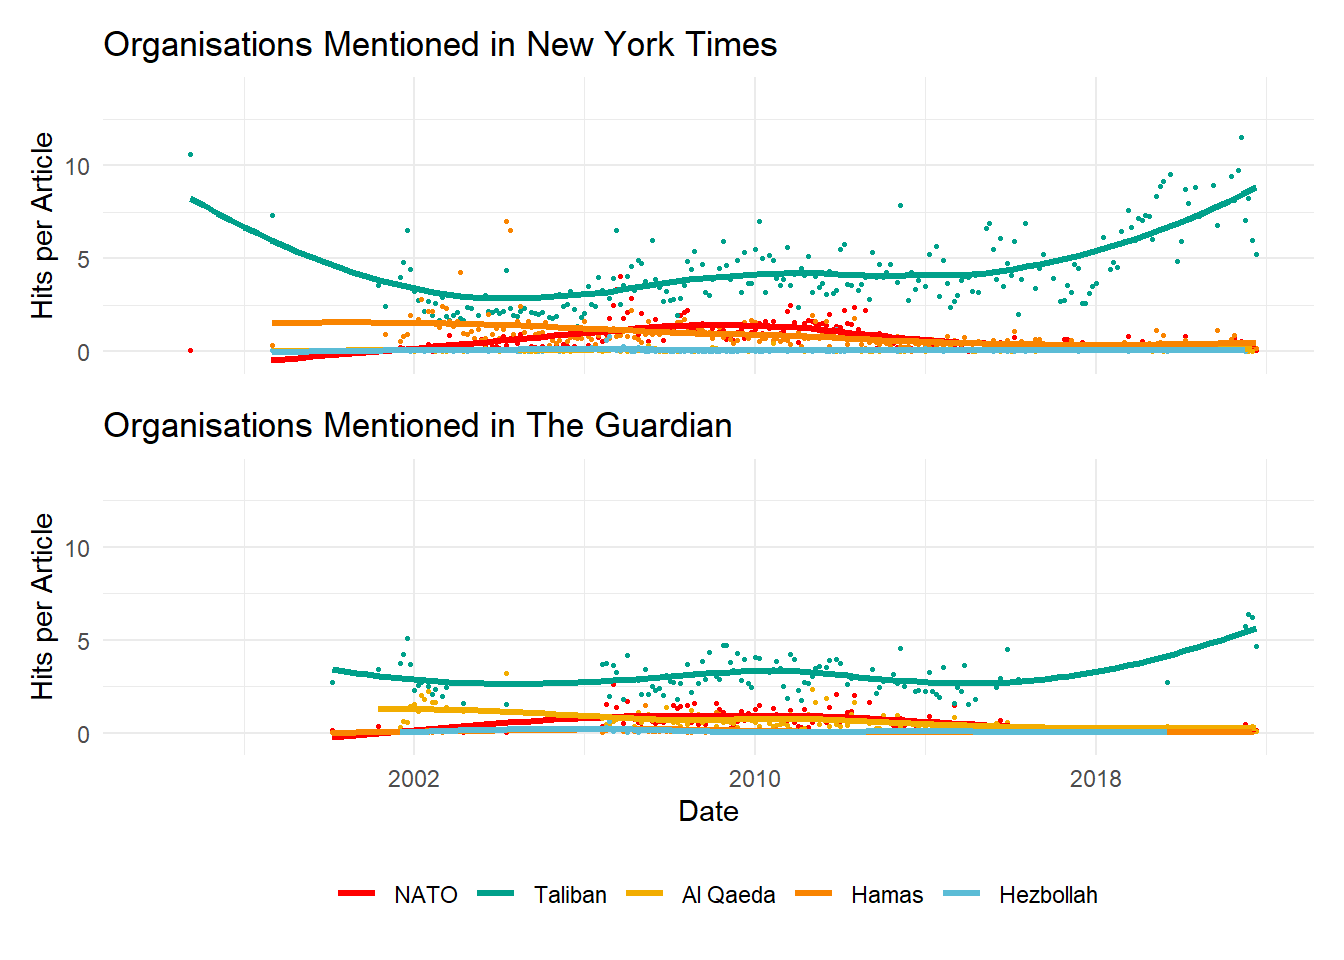 Organisations Mentioned in New York Times
Hits per Article
10
5
0
Organisations Mentioned in The Guardian
Hits per Article
10
5
0
2002 2010 2018
Date
NATO Taliban Al Qaeda Hamas Hezbollah